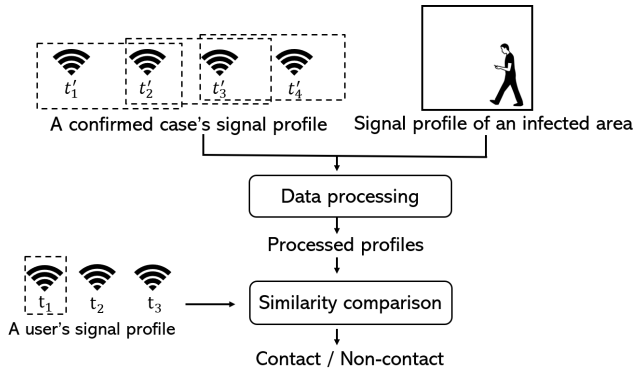 t′₁ t′₂ t′₃ t′₄
A confirmed case's signal profile
Signal profile of an infected area
Data processing
Processed profiles
t₁ t₂ t₃
A user's signal profile
Similarity comparison
Contact / Non-contact